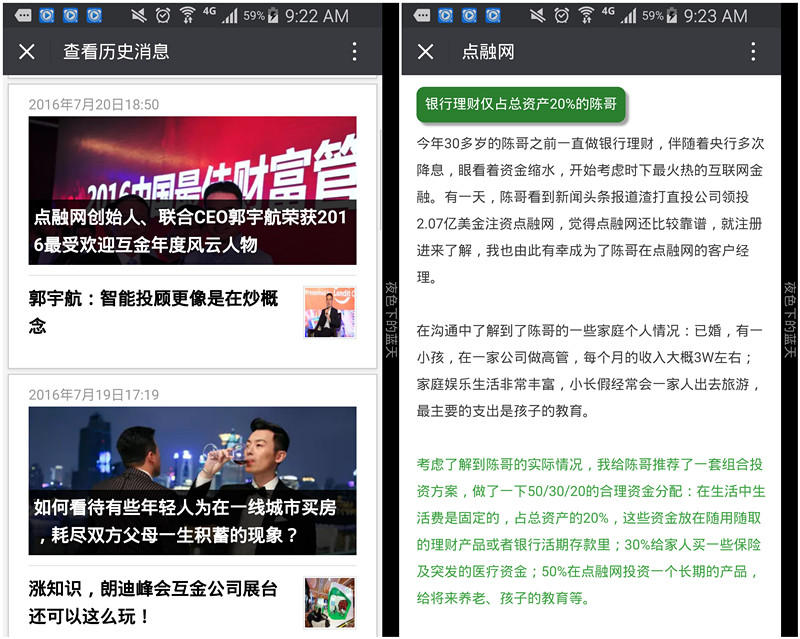 4G 59% 9:22 AM
查看历史消息
2016年7月20日18:50
2016中国最佳财富管
点融网创始人、联合CEO郭宇航荣获201
6最受欢迎互金年度风云人物
郭宇航：智能投顾更像是在炒概
念
2016年7月19日17:19
如何看待有些年轻人为在一线城市买房
，耗尽双方父母一生积蓄的现象？
涨知识，朗迪峰会互金公司展台
还可以这么玩！
夜色下的蓝天
4G 59% 9:23 AM
点融网
银行理财仅占总资产20%的陈哥
今年30多岁的陈哥之前一直做银行理财，伴随着央行多次
降息，眼看着资金缩水，开始考虑时下最火热的互联网金
融。有一天，陈哥看到新闻头条报道渣打直投公司领投
2.07亿美金注资点融网，觉得点融网还比较靠谱，就注册
进来了解，我也由此有幸成为了陈哥在点融网的客户经
理。
在沟通中了解到了陈哥的一些家庭个人情况：已婚，有一
小孩，在一家公司做高管，每个月的收入大概3W左右；
家庭娱乐生活非常丰富，小长假经常会一家人出去旅游，
最主要的支出是孩子的教育。
考虑了解到陈哥的实际情况，我给陈哥推荐了一套组合投
资方案，做了一下50/30/20的合理资金分配：在生活中生
活费是固定的，占总资产的20%，这些资金放在随用随取
的理财产品或者银行活期存款里；30%给家人买一些保险
及突发的医疗资金；50%在点融网投资一个长期的产品，
给将来养老、孩子的教育等。
夜色下的蓝天